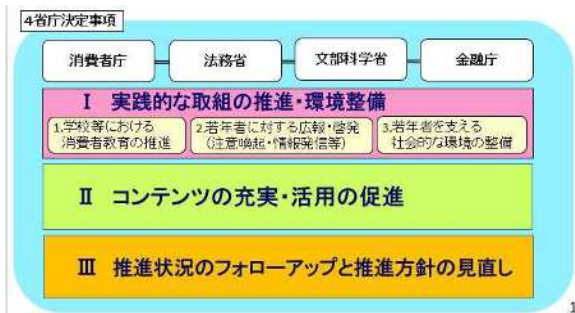 4省庁決定事項
消費者庁
法務省
文部科学省
金融庁
Ⅰ 実践的な取組の推進・環境整備
1.学校等における
消費者教育の推進
2.若年者に対する広報・啓発
(注意喚起・情報発信等)
3.若年者を支える
社会的な環境の整備
Ⅱ コンテンツの充実・活用の促進
Ⅲ 推進状況のフォローアップと推進方針の見直し
1